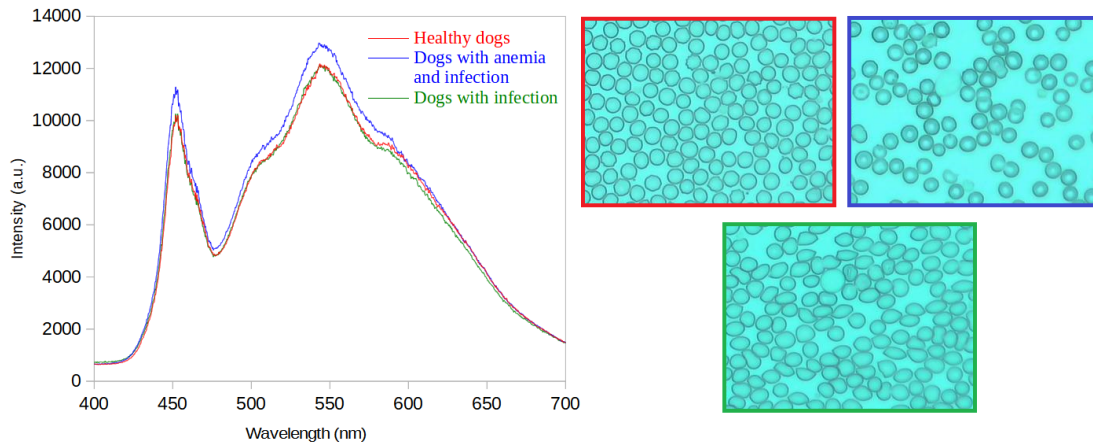 14000
12000
10000
8000
6000
4000
2000
0
Intensity (a.u.)
Healthy dogs
Dogs with anemia
and infection
Dogs with infection
400
450
500
550
600
650
700
Wavelength (nm)